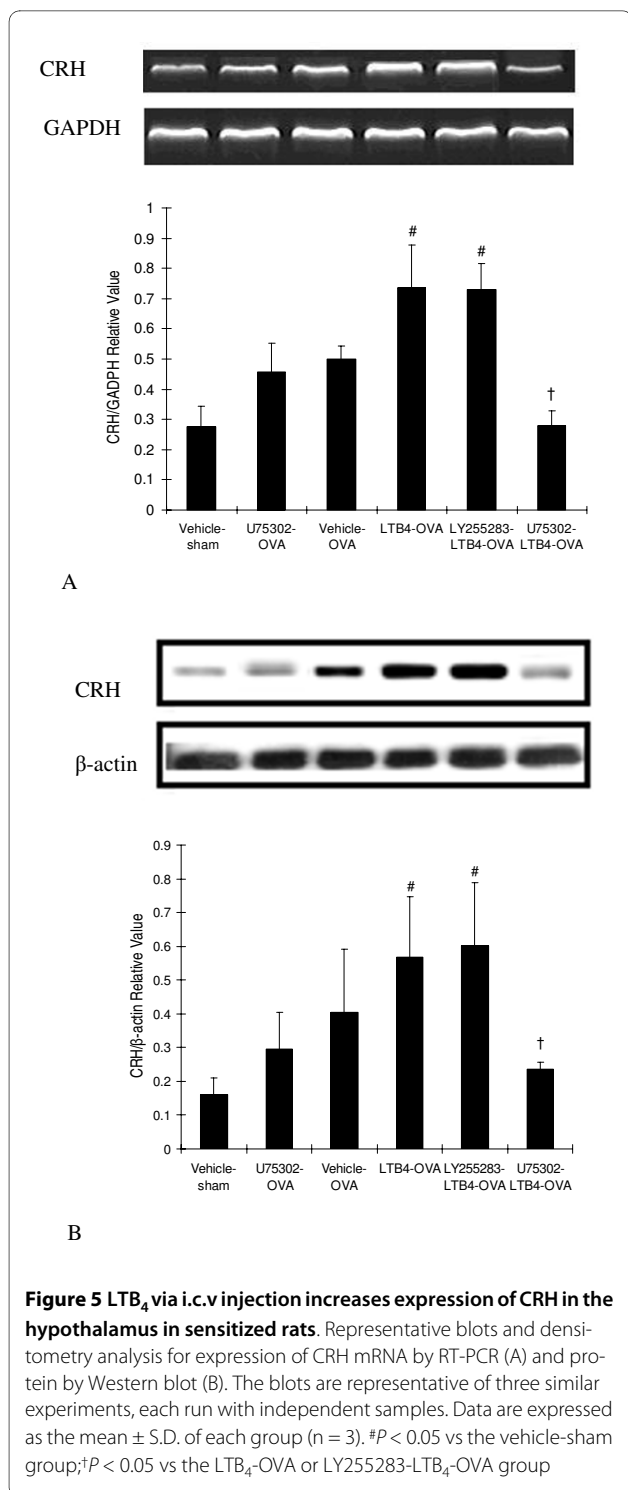 CRH
GAPDH
1
0.9
0.8
0.7
0.6
0.5
0.4
0.3
0.2
0.1
0
CRH/GADPH Relative Value
#
#
†
Vehicle-sham
U75302-OVA
Vehicle-OVA
LTB4-OVA
LY255283-LTB4-OVA
U75302-LTB4-OVA
A
CRH
β-actin
0.9
0.8
0.7
0.6
0.5
0.4
0.3
0.2
0.1
0
CRH/β-actin Relative Value
#
#
†
Vehicle-sham
U75302-OVA
Vehicle-OVA
LTB4-OVA
LY255283-LTB4-OVA
U75302-LTB4-OVA
B
Figure 5 LTB₄ via i.c.v injection increases expression of CRH in the
hypothalamus in sensitized rats. Representative blots and densi-
tometry analysis for expression of CRH mRNA by RT-PCR (A) and pro-
tein by Western blot (B). The blots are representative of three similar
experiments, each run with independent samples. Data are expressed
as the mean ± S.D. of each group (n = 3). #P < 0.05 vs the vehicle-sham
group;†P < 0.05 vs the LTB₄-OVA or LY255283-LTB₄-OVA group